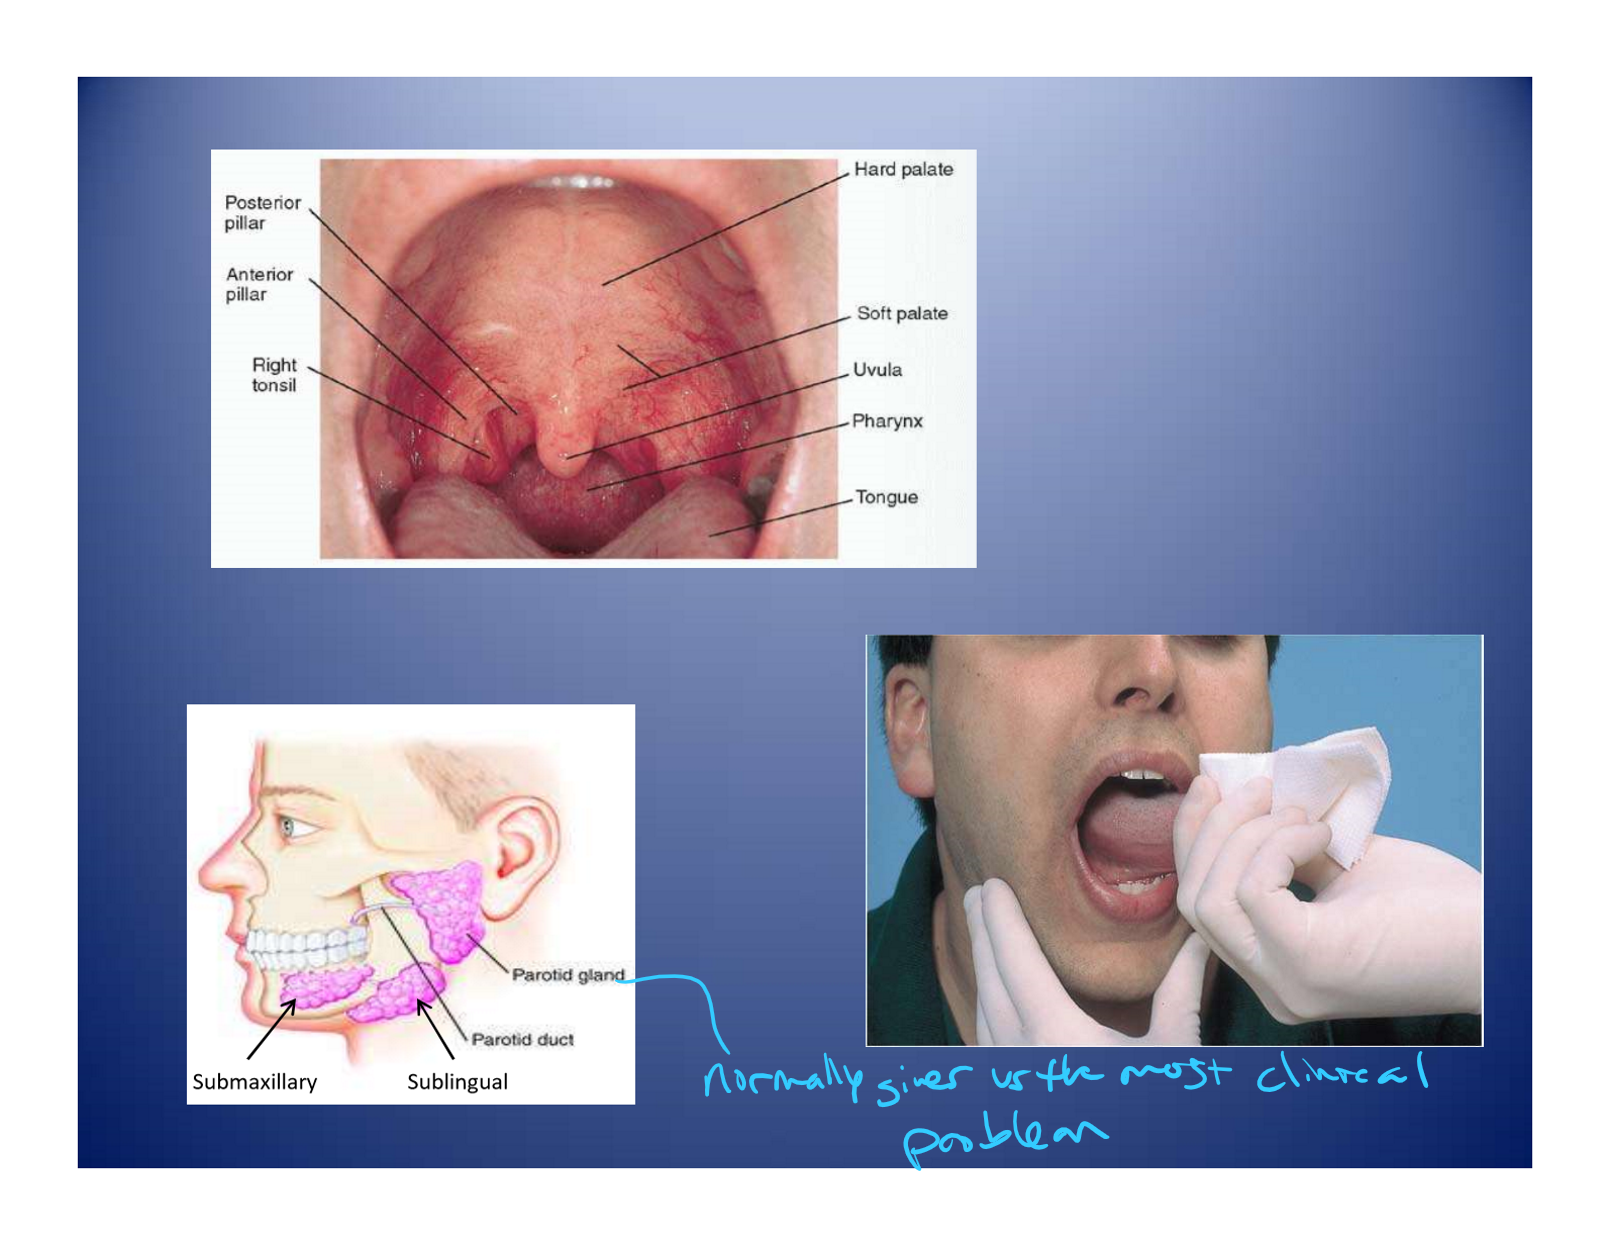 Posterior
pillar
Anterior
pillar
Right
tonsil
Hard palate
Soft palate
Uvula
Pharynx
Tongue
Parotid gland
Parotid duct
Submaxillary
Sublingual
normally gives us the most clinical
problem